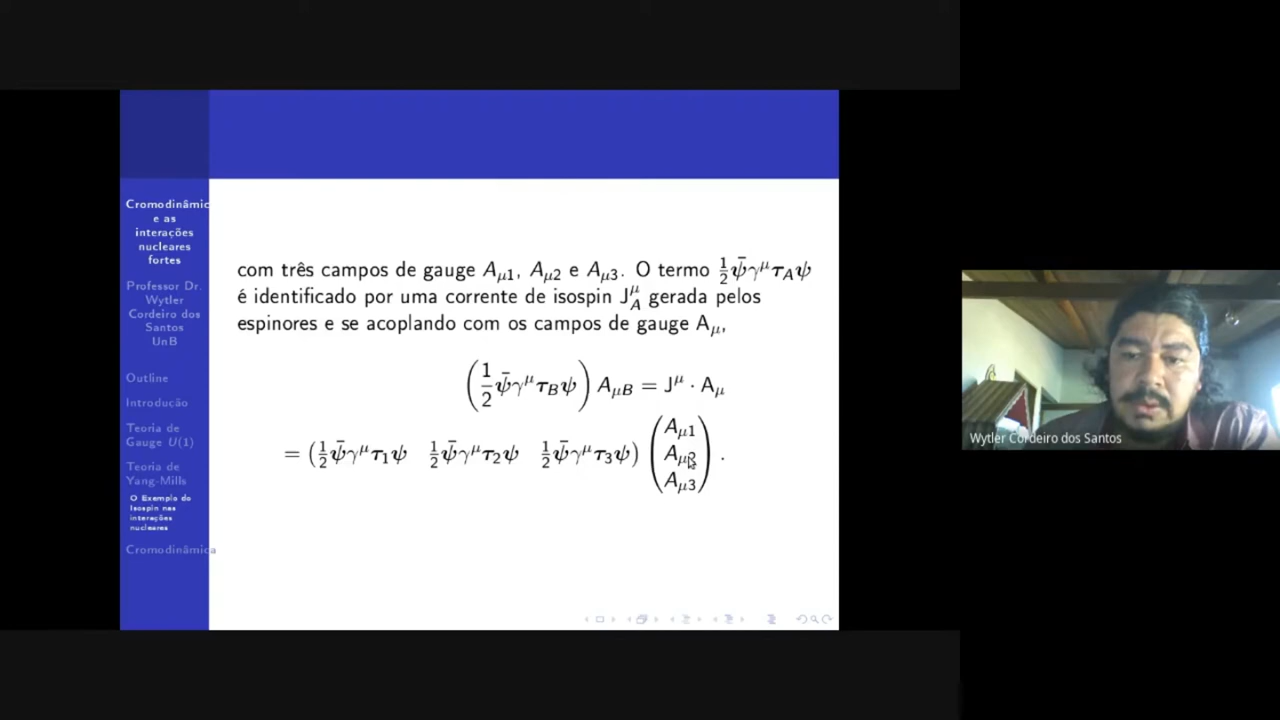 Cromodinâmic
e as
interações
nucleares
fortes
Professor Dr.
Wytler
Cordeiro dos
Santos
UnB
Outline
Introdução
Teoria de
Gauge U(1)
Teoria de
Yang-Mills
O Exemplo do
Isospin nas
interações
nucleares
Cromodinâmica
com três campos de gauge A_{μ1}, A_{μ2} e A_{μ3}. O termo ½ψ̄γ^μτ_Aψ
é identificado por uma corrente de isospin J^μ_A gerada pelos
espinores e se acoplando com os campos de gauge A_μ,
(½ψ̄γ^μτ_Bψ) A_{μB} = J^μ · A_μ
= (½ψ̄γ^μτ_1ψ ½ψ̄γ^μτ_2ψ ½ψ̄γ^μτ_3ψ) (A_{μ1} A_{μ2} A_{μ3}) .
Wytler Cordeiro dos Santos